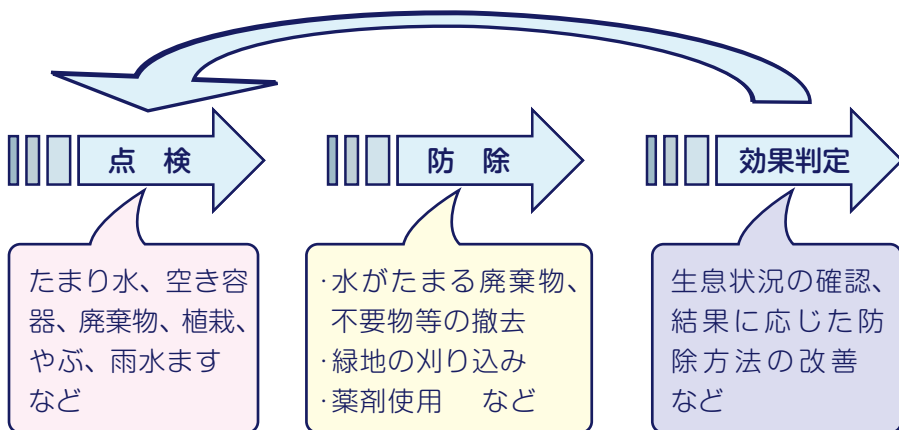 点 検
防 除
効果判定
たまり水、空き容
器、廃棄物、植栽、
やぶ、雨水ます
など
・水がたまる廃棄物、
不要物等の撤去
・緑地の刈り込み
・薬剤使用 など
生息状況の確認、
結果に応じた防
除方法の改善
など